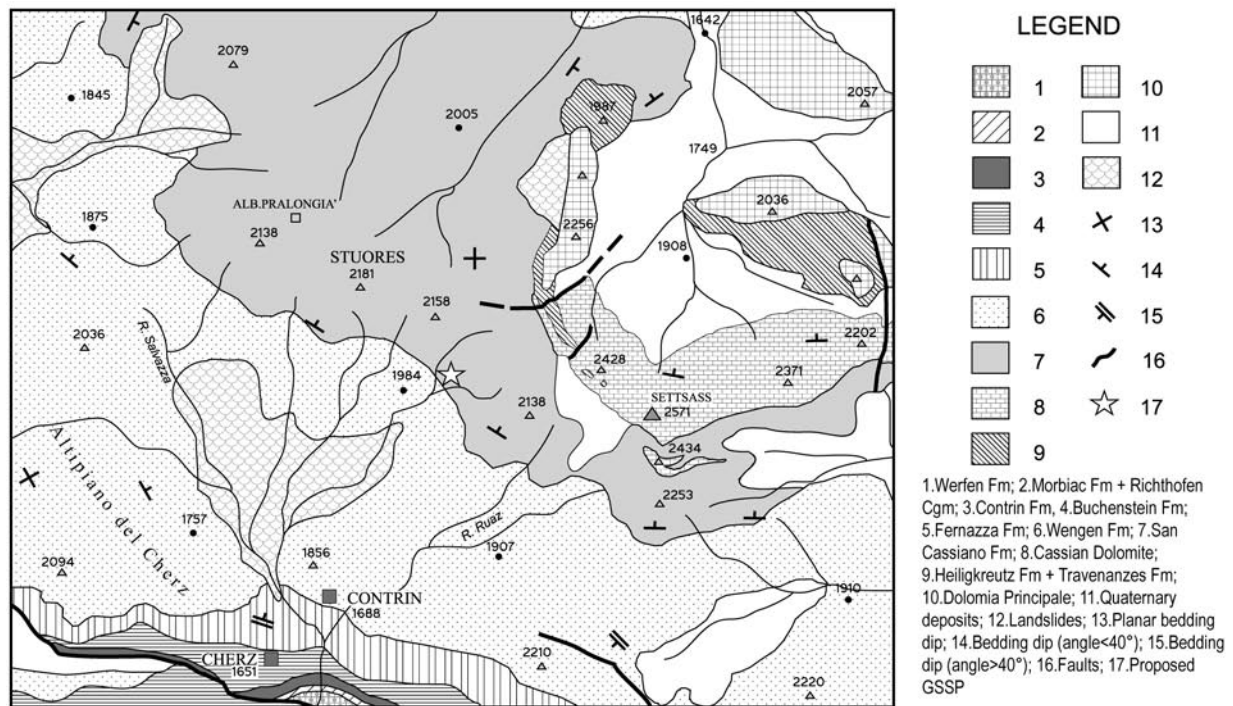 1642
2079
1845
1987
2057
2005
1749
ALB.PRALONGIA'
2036
1875
2138
2256
STUORES
1908
2181
2158
2036
R. Salvazza
2202
2428
2371
1984
SETTSASS
2138
2571
2434
Altipiano del Cherz
2253
1757
R. Ruaz
1907
2094
1856
1910
CONTRIN
1688
CHERZ
1651
2210
2220
LEGEND
1 10
2 11
3 12
4 13
5 14
6 15
7 16
8 17
9
1.Werfen Fm; 2.Morbiac Fm + Richthofen
Cgm; 3.Contrin Fm, 4.Buchenstein Fm;
5.Fernazza Fm; 6.Wengen Fm; 7.San
Cassiano Fm; 8.Cassian Dolomite;
9.Heiligkreutz Fm + Travenanzes Fm;
10.Dolomia Principale; 11.Quaternary
deposits; 12.Landslides; 13.Planar bedding
dip; 14.Bedding dip (angle<40°); 15.Bedding
dip (angle>40°); 16.Faults; 17.Proposed
GSSP